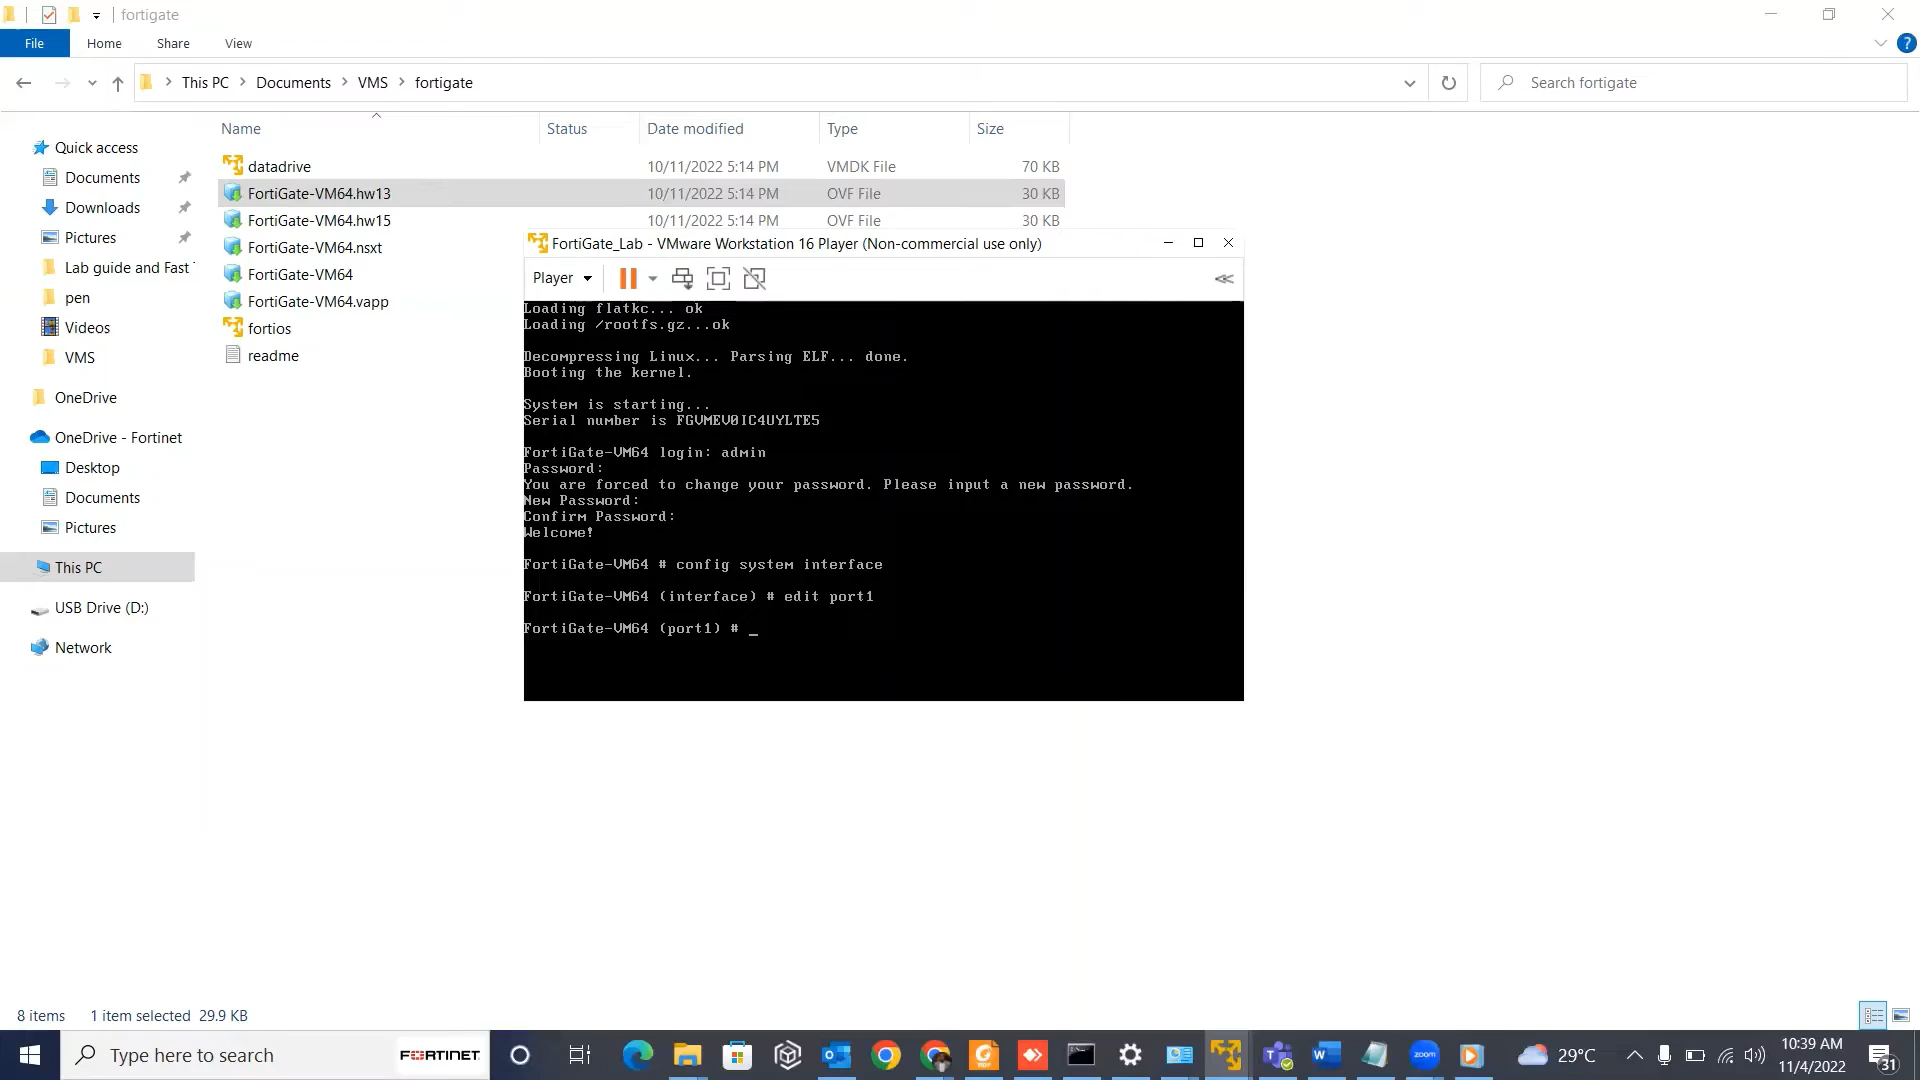 fortigate
File
Home
Share
View
This PC
Documents
VMS
fortigate
Search fortigate
Name
Status
Date modified
Type
Size
datadrive
10/11/2022 5:14 PM
VMDK File
70 KB
FortiGate-VM64.hw13
10/11/2022 5:14 PM
OVF File
30 KB
FortiGate-VM64.hw15
10/11/2022 5:14 PM
OVF File
30 KB
FortiGate-VM64.nsxt
FortiGate-VM64
FortiGate-VM64.vapp
fortios
readme
Quick access
Documents
Downloads
Pictures
Lab guide and Fast
pen
Videos
VMS
OneDrive
OneDrive - Fortinet
Desktop
Documents
Pictures
This PC
USB Drive (D:)
Network
FortiGate_Lab - VMware Workstation 16 Player (Non-commercial use only)
Player
Loading flatkc... ok
Loading /rootfs.gz...ok
Decompressing Linux... Parsing ELF... done.
Booting the kernel.
System is starting...
Serial number is FGVMEV0IC4UYLTE5
FortiGate-VM64 login: admin
Password:
You are forced to change your password. Please input a new password.
New Password:
Confirm Password:
Welcome!
FortiGate-VM64 # config system interface
FortiGate-VM64 (interface) # edit port1
FortiGate-VM64 (port1) # _
8 items
1 item selected 29.9 KB
Type here to search
FORTINET
zoom
29°C
10:39 AM
11/4/2022
31